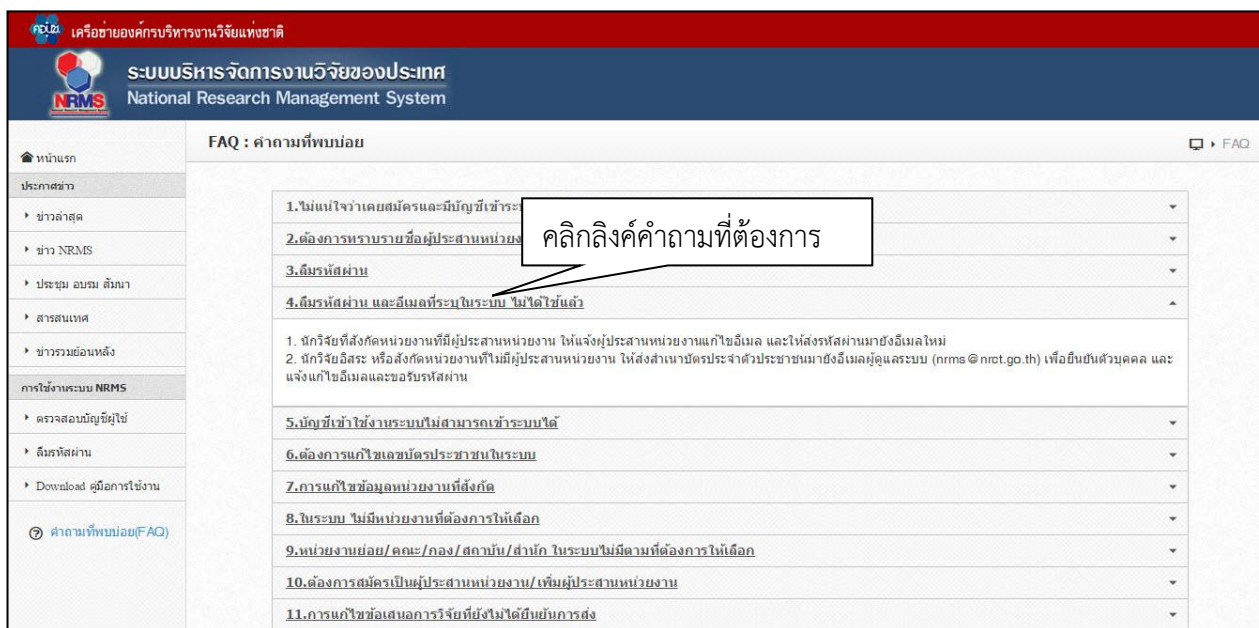 คอบช เครือข่ายองค์กรบริหารงานวิจัยแห่งชาติ
ระบบบริหารจัดการงานวิจัยของประเทศ
NRMS
National Research Management System
FAQ : คำถามที่พบบ่อย
FAQ
หน้าแรก
ประกาศข่าว
ข่าวล่าสุด
ข่าว NRMS
ประชุม อบรม สัมนา
สารสนเทศ
ข่าวรวมย้อนหลัง
การใช้งานระบบ NRMS
ตรวจสอบบัญชีผู้ใช้
ลืมรหัสผ่าน
Download คู่มือการใช้งาน
คำถามที่พบบ่อย(FAQ)
1.ไม่แน่ใจว่าเคยสมัครและมีบัญชีเข้าระ
คลิกลิงค์คำถามที่ต้องการ
2.ต้องการทราบรายชื่อผู้ประสานหน่วยง
3.ลืมรหัสผ่าน
4.ลืมรหัสผ่าน และอีเมลที่ระบุในระบบ ไม่ได้ใช้แล้ว
1. นักวิจัยที่สังกัดหน่วยงานที่มีผู้ประสานหน่วยงาน ให้แจ้งผู้ประสานหน่วยงานแก้ไขอีเมล และให้ส่งรหัสผ่านมายังอีเมลใหม่
2. นักวิจัยอิสระ หรือสังกัดหน่วยงานที่ไม่มีผู้ประสานหน่วยงาน ให้ส่งสำเนาบัตรประจำตัวประชาชนมายังอีเมลผู้ดูแลระบบ (nrms@nrct.go.th) เพื่อยืนยันตัวบุคคล และ
แจ้งแก้ไขอีเมลและขอรับรหัสผ่าน
5.บัญชีเข้าใช้งานระบบไม่สามารถเข้าระบบได้
6.ต้องการแก้ไขเลขบัตรประชาชนในระบบ
7.การแก้ไขข้อมูลหน่วยงานที่สังกัด
8.ในระบบ ไม่มีหน่วยงานที่ต้องการให้เลือก
9.หน่วยงานย่อย/คณะ/กอง/สถาบัน/สำนัก ในระบบไม่มีตามที่ต้องการให้เลือก
10.ต้องการสมัครเป็นผู้ประสานหน่วยงาน/เพิ่มผู้ประสานหน่วยงาน
11.การแก้ไขข้อเสนอการวิจัยที่ยังไม่ได้ยืนยันการส่ง